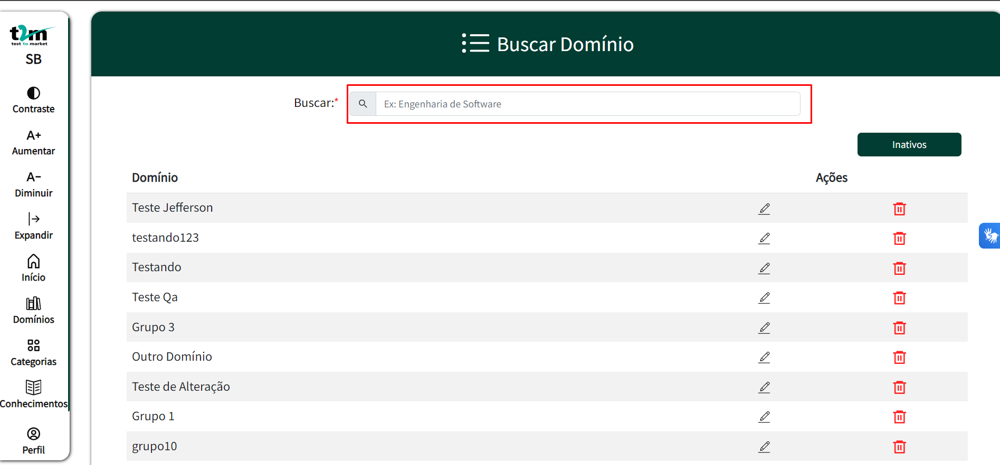 t2m
test to market
SB
Contraste
A+
Aumentar
A-
Diminuir
Expandir
Início
Domínios
Categorias
Conhecimentos
Perfil
Buscar Domínio
Buscar:*
Ex: Engenharia de Software
Inativos
Domínio Ações
Teste Jefferson
testando123
Testando
Teste Qa
Grupo 3
Outro Domínio
Teste de Alteração
Grupo 1
grupo10